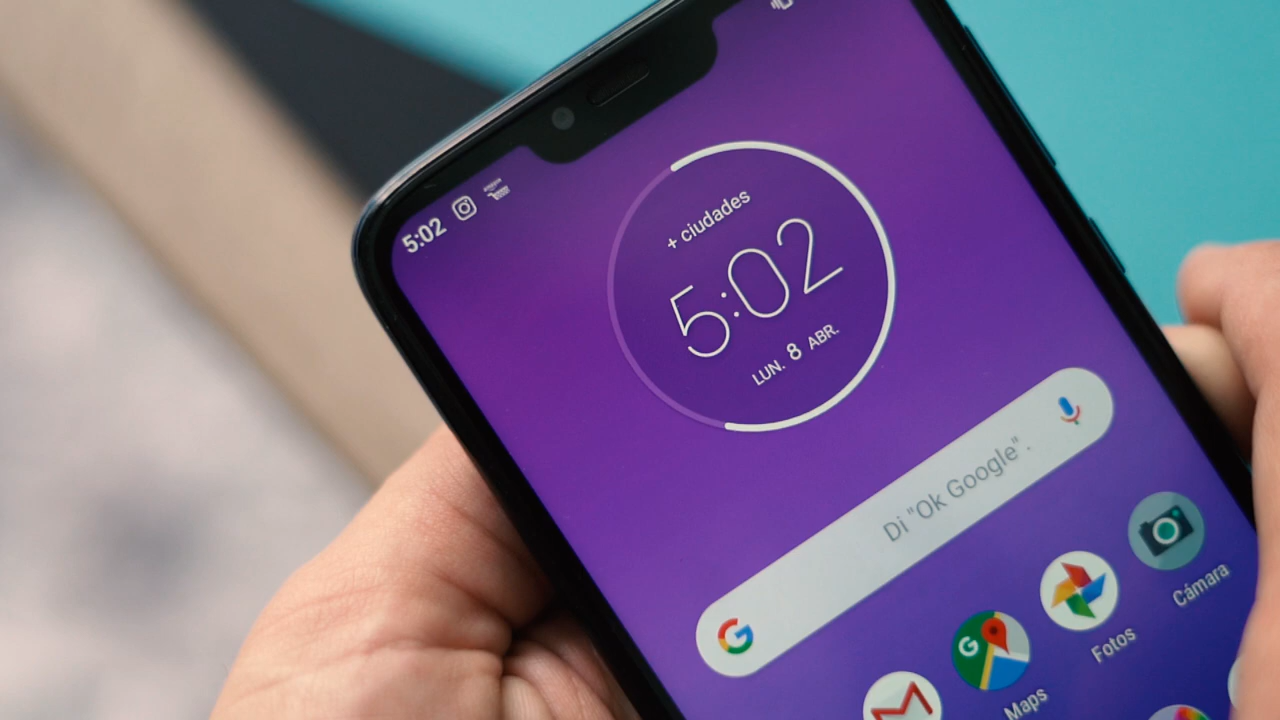 5:02
+ ciudades
5:02
LUN. 8 ABR.
Di "Ok Google".
Cámara
Fotos
Maps